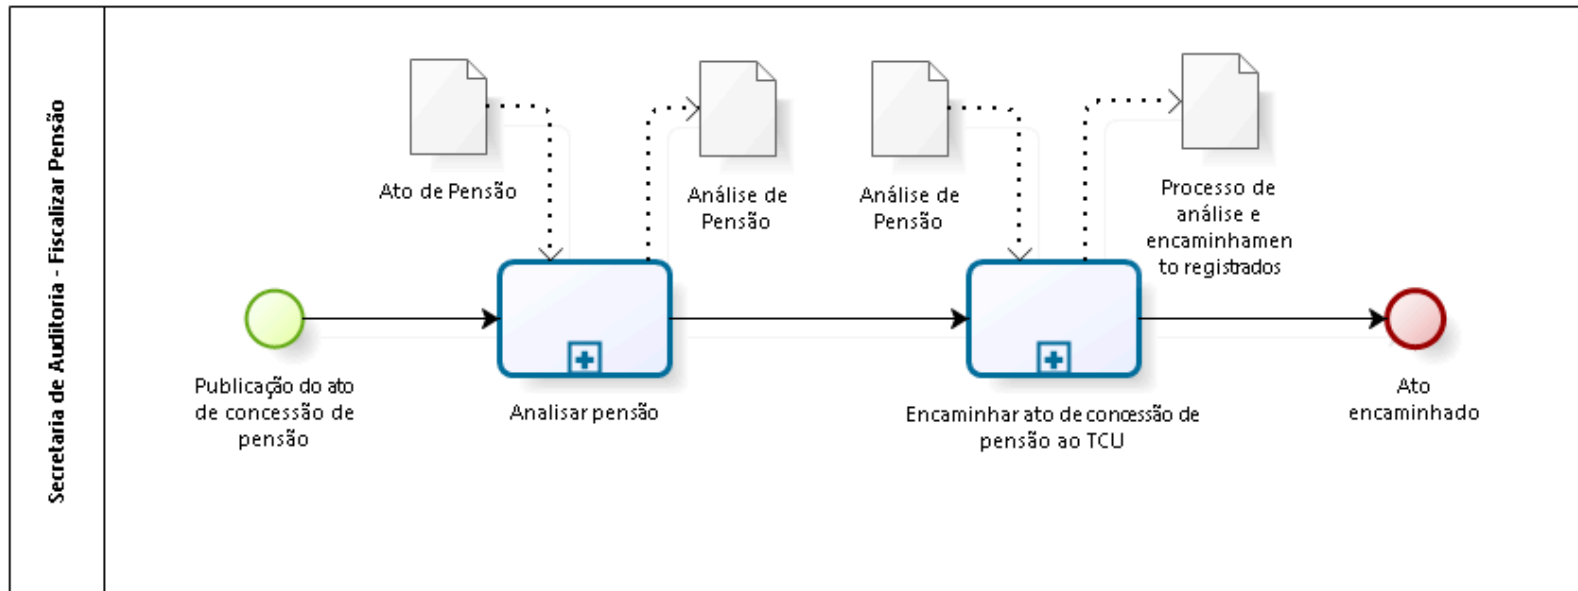 Secretaria de Auditoria - Fiscalizar Pensão
Ato de Pensão
Análise de
Pensão
Análise de
Pensão
Processo de
análise e
encaminhamen
to registrados
Publicação do ato
de concessão de
pensão
Analisar pensão
Encaminhar ato de concessão de
pensão ao TCU
Ato
encaminhado